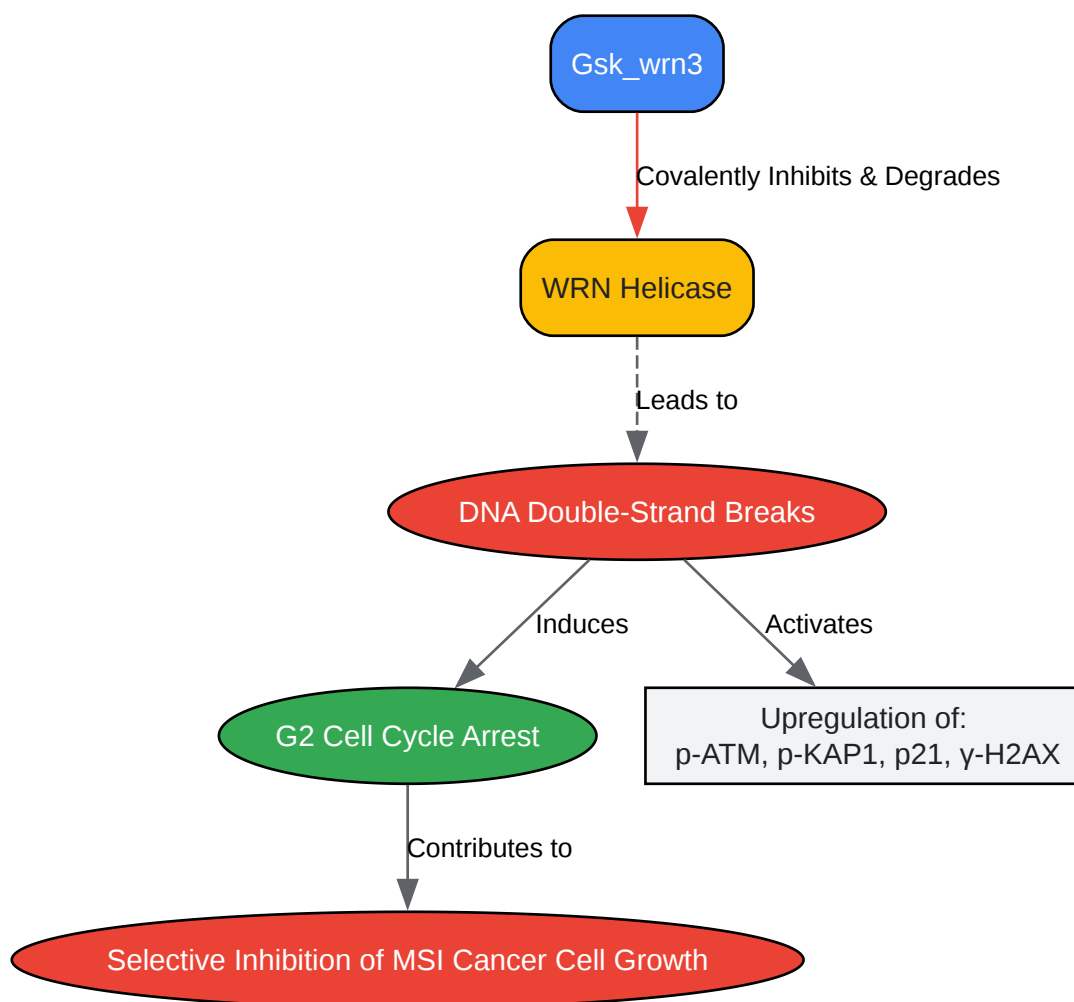 Gsk_wrn3
Covalently Inhibits & Degrades
WRN Helicase
Leads to
DNA Double-Strand Breaks
Induces
Activates
G2 Cell Cycle Arrest
Upregulation of:
p-ATM, p-KAP1, p21, γ-H2AX
Contributes to
Selective Inhibition of MSI Cancer Cell Growth